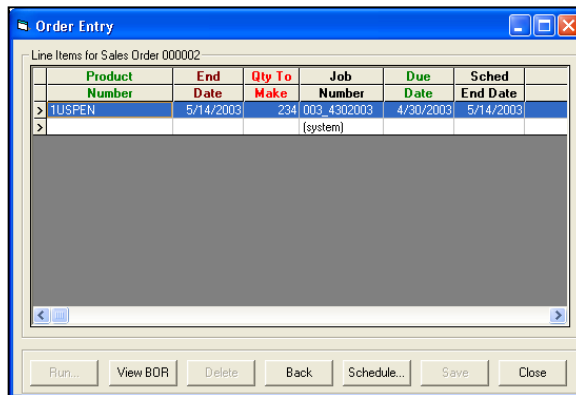 Order Entry
Line Items for Sales Order 000002
Product Number End Date Qty To Make Job Number Due Date Sched End Date
1USPEN 5/14/2003 234 003_4302003 4/30/2003 5/14/2003
(system)
Run... View BOR Delete Back Schedule... Save Close